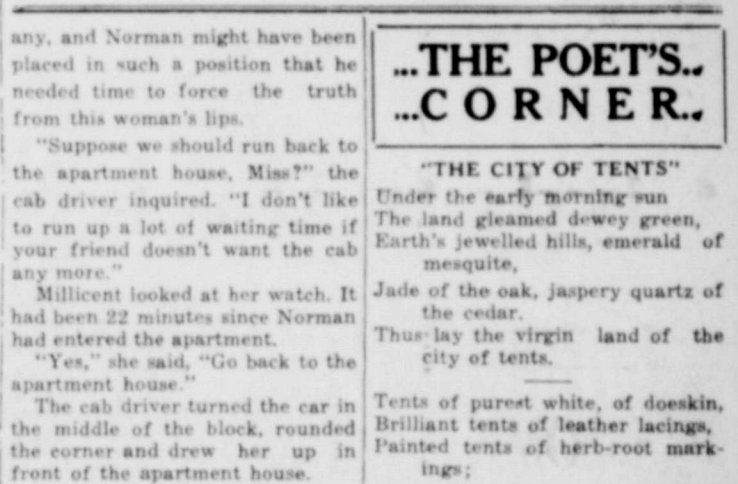 any, and Norman might have been
placed in such a position that he
needed time to force the truth
from this woman's lips.
"Suppose we should run back to
the apartment house, Miss?" the
cab driver inquired. "I don't like
to run up a lot of waiting time if
your friend doesn't want the cab
any more."
Millicent looked at her watch. It
had been 22 minutes since Norman
had entered the apartment.
"Yes," she said, "Go back to the
apartment house."
The cab driver turned the car in
the middle of the block, rounded
the corner and drew her up in
front of the apartment house.
...THE POET'S..
...CORNER..
"THE CITY OF TENTS"
Under the early morning sun
The land gleamed dewey green,
Earth's jewelled hills, emerald of
mesquite,
Jade of the oak, jaspery quartz of
the cedar.
Thus lay the virgin land of the
city of tents.
Tents of purest white, of doeskin,
Brilliant tents of leather lacings,
Painted tents of herb-root mark-
ings;